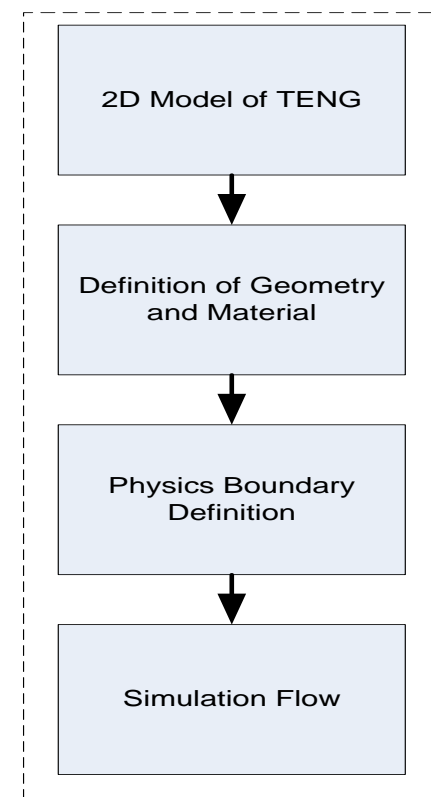 2D Model of TENG
Definition of Geometry
and Material
Physics Boundary
Definition
Simulation Flow